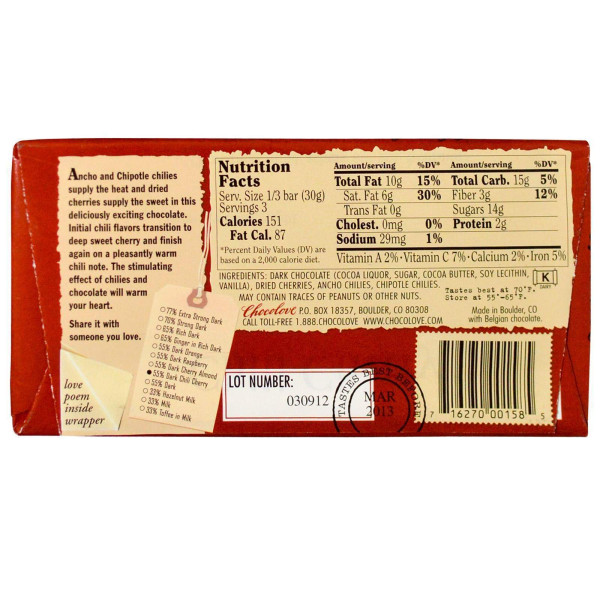 Ancho and Chipotle chilies
supply the heat and dried
cherries supply the sweet in this
deliciously exciting chocolate.
Initial chili flavors transition to
deep sweet cherry and finish
again on a pleasantly warm
chili note. The stimulating
effect of chilies and
chocolate will warm
your heart.
Share it with
someone you love.
love
poem
inside
wrapper
77% Extra Strong Dark
70% Strong Dark
65% Rich Dark
65% Ginger in Rich Dark
55% Dark Orange
55% Dark Raspberry
55% Dark Cherry Almond
55% Dark Chili Cherry
55% Dark
33% Hazelnut Milk
33% Milk
33% Toffee in Milk
Nutrition
Facts
Serv. Size 1/3 bar (30g)
Servings 3
Calories 151
Fat Cal. 87
*Percent Daily Values (DV) are
based on a 2,000 calorie diet.
Amount/serving %DV* Amount/serving %DV*
Total Fat 10g 15% Total Carb. 15g 5%
Sat. Fat 6g 30% Fiber 3g 12%
Trans Fat 0g Sugars 14g
Cholest. 0mg 0% Protein 2g
Sodium 29mg 1%
Vitamin A 2% · Vitamin C 7% · Calcium 2% · Iron 5%
INGREDIENTS: DARK CHOCOLATE (COCOA LIQUOR, SUGAR, COCOA BUTTER, SOY LECITHIN,
VANILLA), DRIED CHERRIES, ANCHO CHILIES, CHIPOTLE CHILIES.
MAY CONTAIN TRACES OF PEANUTS OR OTHER NUTS.
Chocolove P.O. BOX 18357, BOULDER, CO 80308
CALL TOLL-FREE 1.888.CHOCOLOVE WWW.CHOCOLOVE.COM
K
DAIRY
Tastes best at 70°F.
Store at 55°-65°F.
Made in Boulder, CO
with Belgian chocolate.
LOT NUMBER:
030912
TASTES BEST BEFORE
MAR
2013
7 16270 00158 5